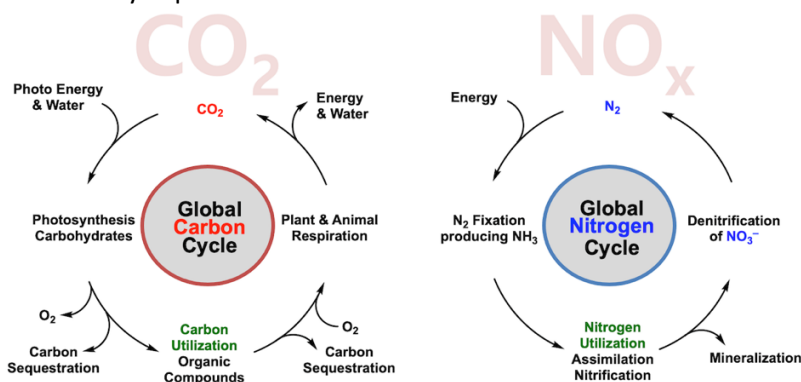 CO₂
Photo Energy
& Water
CO₂
Energy
& Water
Photosynthesis
Carbohydrates
Global
Carbon
Cycle
Plant & Animal
Respiration
O₂
Carbon
Sequestration
Carbon
Utilization
Organic
Compounds
O₂
Carbon
Sequestration
NOₓ
Energy
N₂
N₂ Fixation
producing NH₃
Global
Nitrogen
Cycle
Denitrification
of NO₃⁻
Nitrogen
Utilization
Assimilation
Nitrification
Mineralization